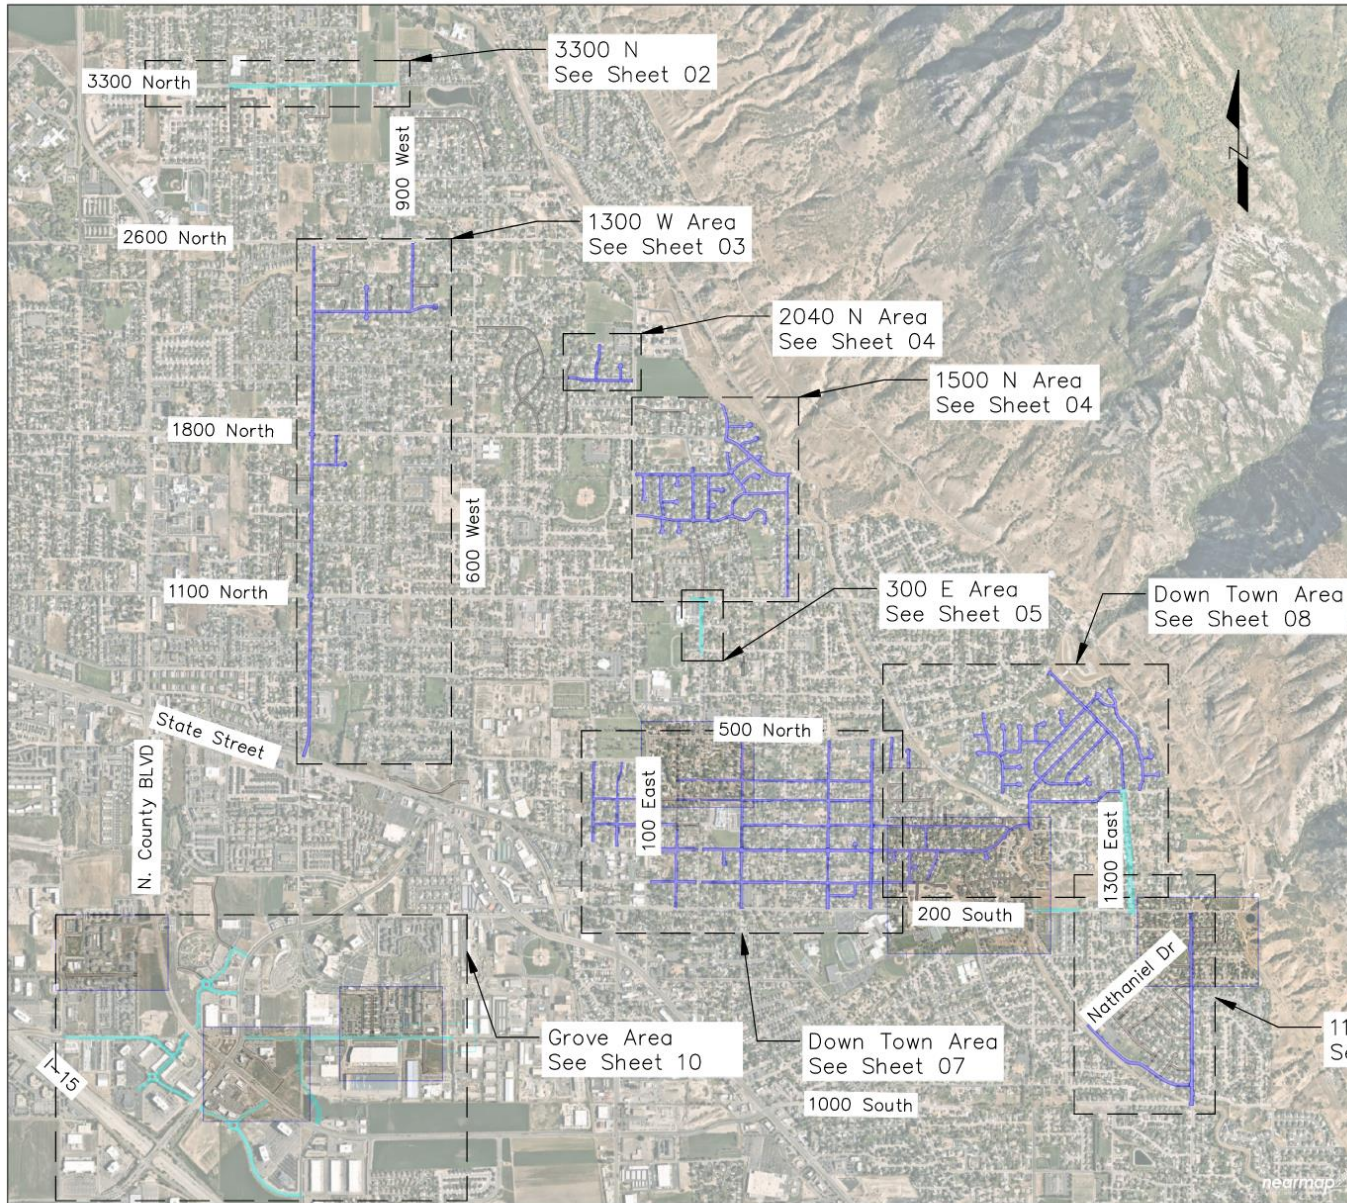 3300 N
See Sheet 02
3300 North
900 West
1300 W Area
See Sheet 03
2600 North
2040 N Area
See Sheet 04
1500 N Area
See Sheet 04
1800 North
600 West
1100 North
300 E Area
See Sheet 05
Down Town Area
See Sheet 08
State Street
500 North
N. County BLVD
100 East
1300 East
200 South
Nathaniel Dr
Grove Area
See Sheet 10
Down Town Area
See Sheet 07
11
Se
I-15
1000 South
Z
nearmap